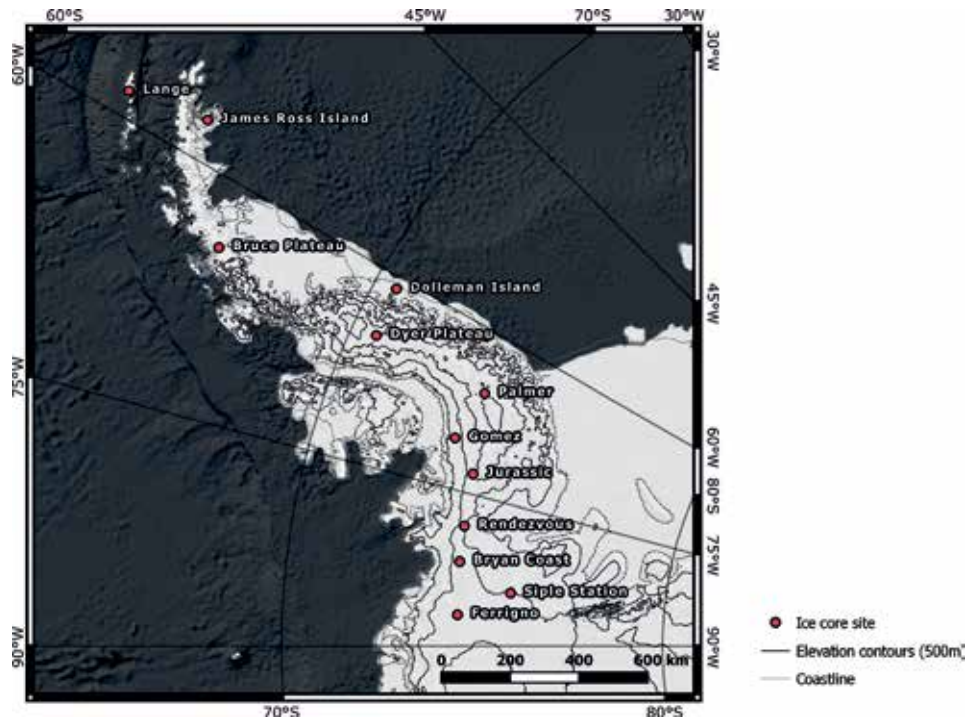 60°S
45°W
70°S
30°W
60°W
30°W
Lange
James Ross Island
Bruce Plateau
Dolleman Island
45°W
Dyer Plateau
75°W
Palmer
Gomez
60°W
Jurassic
80°S
Rendezvous
75°W
Bryan Coast
Siple Station
Ferrigno
90°W
90°W
0 200 400 600 km
70°S
80°S
Ice core site
Elevation contours (500m)
Coastline